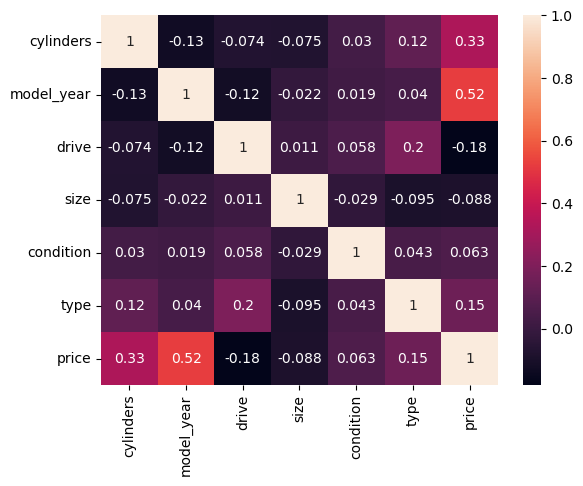 cylinders 1 -0.13 -0.074 -0.075 0.03 0.12 0.33
model_year -0.13 1 -0.12 -0.022 0.019 0.04 0.52
drive -0.074 -0.12 1 0.011 0.058 0.2 -0.18
size -0.075 -0.022 0.011 1 -0.029 -0.095 -0.088
condition 0.03 0.019 0.058 -0.029 1 0.043 0.063
type 0.12 0.04 0.2 -0.095 0.043 1 0.15
price 0.33 0.52 -0.18 -0.088 0.063 0.15 1
cylinders model_year drive size condition type price
1.0
0.8
0.6
0.4
0.2
0.0